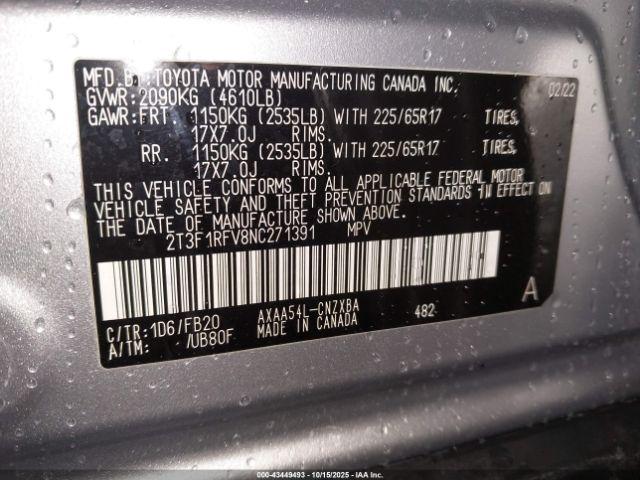 MFD.BY:TOYOTA MOTOR MANUFACTURING CANADA INC. 02/22
GVWR:2090KG (4610LB)
GAWR:FRT. 1150KG (2535LB) WITH 225/65R17 TIRES,
17X7.0J RIMS.
RR. 1150KG (2535LB) WITH 225/65R17 TIRES,
17X7.0J RIMS.
THIS VEHICLE CONFORMS TO ALL APPLICABLE FEDERAL MOTOR
VEHICLE SAFETY AND THEFT PREVENTION STANDARDS IN EFFECT ON
THE DATE OF MANUFACTURE SHOWN ABOVE.
2T3F1RFV8NC271391 MPV
C/TR:1D6/FB20 AXAA54L-CNZXBA 482 A
A/TM: /UB80F MADE IN CANADA
000-43449493 - 10/15/2025 - IAA Inc.